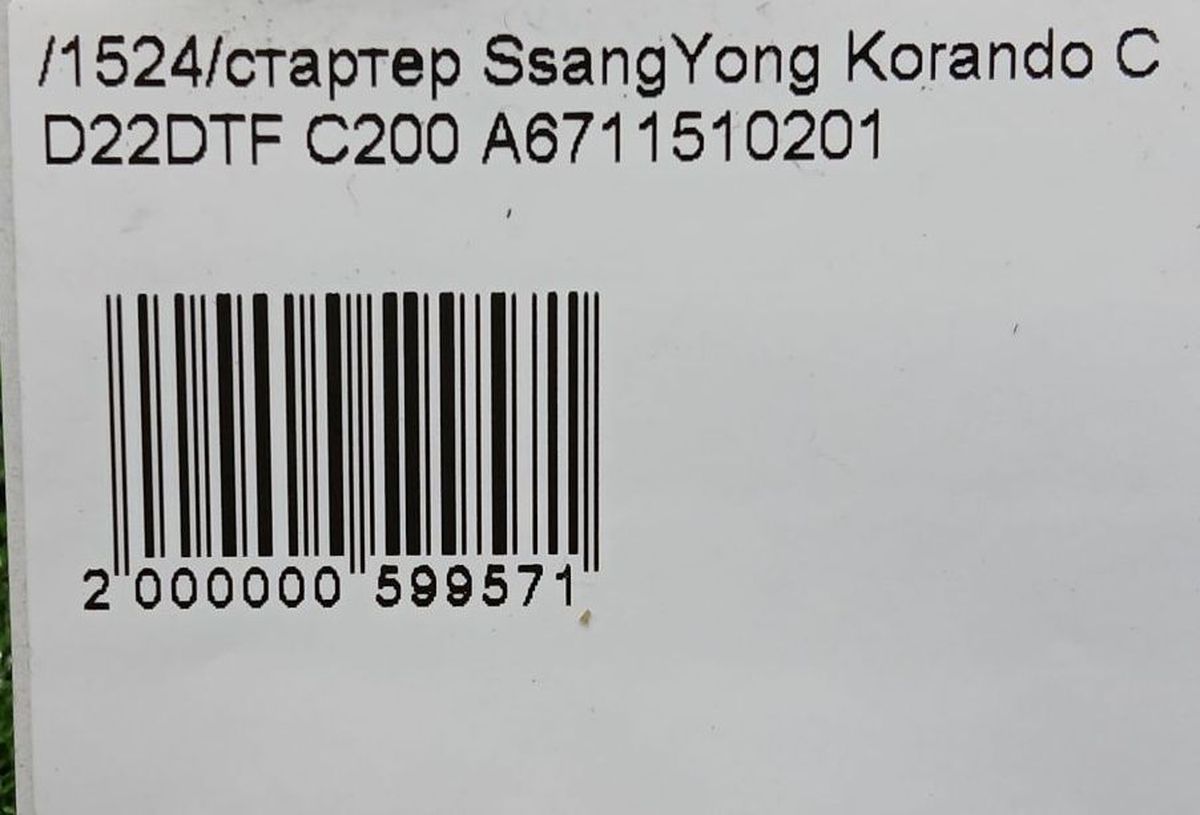 /1524/стартер SsangYong Korando C
D22DTF C200 A6711510201
2 000000 599571